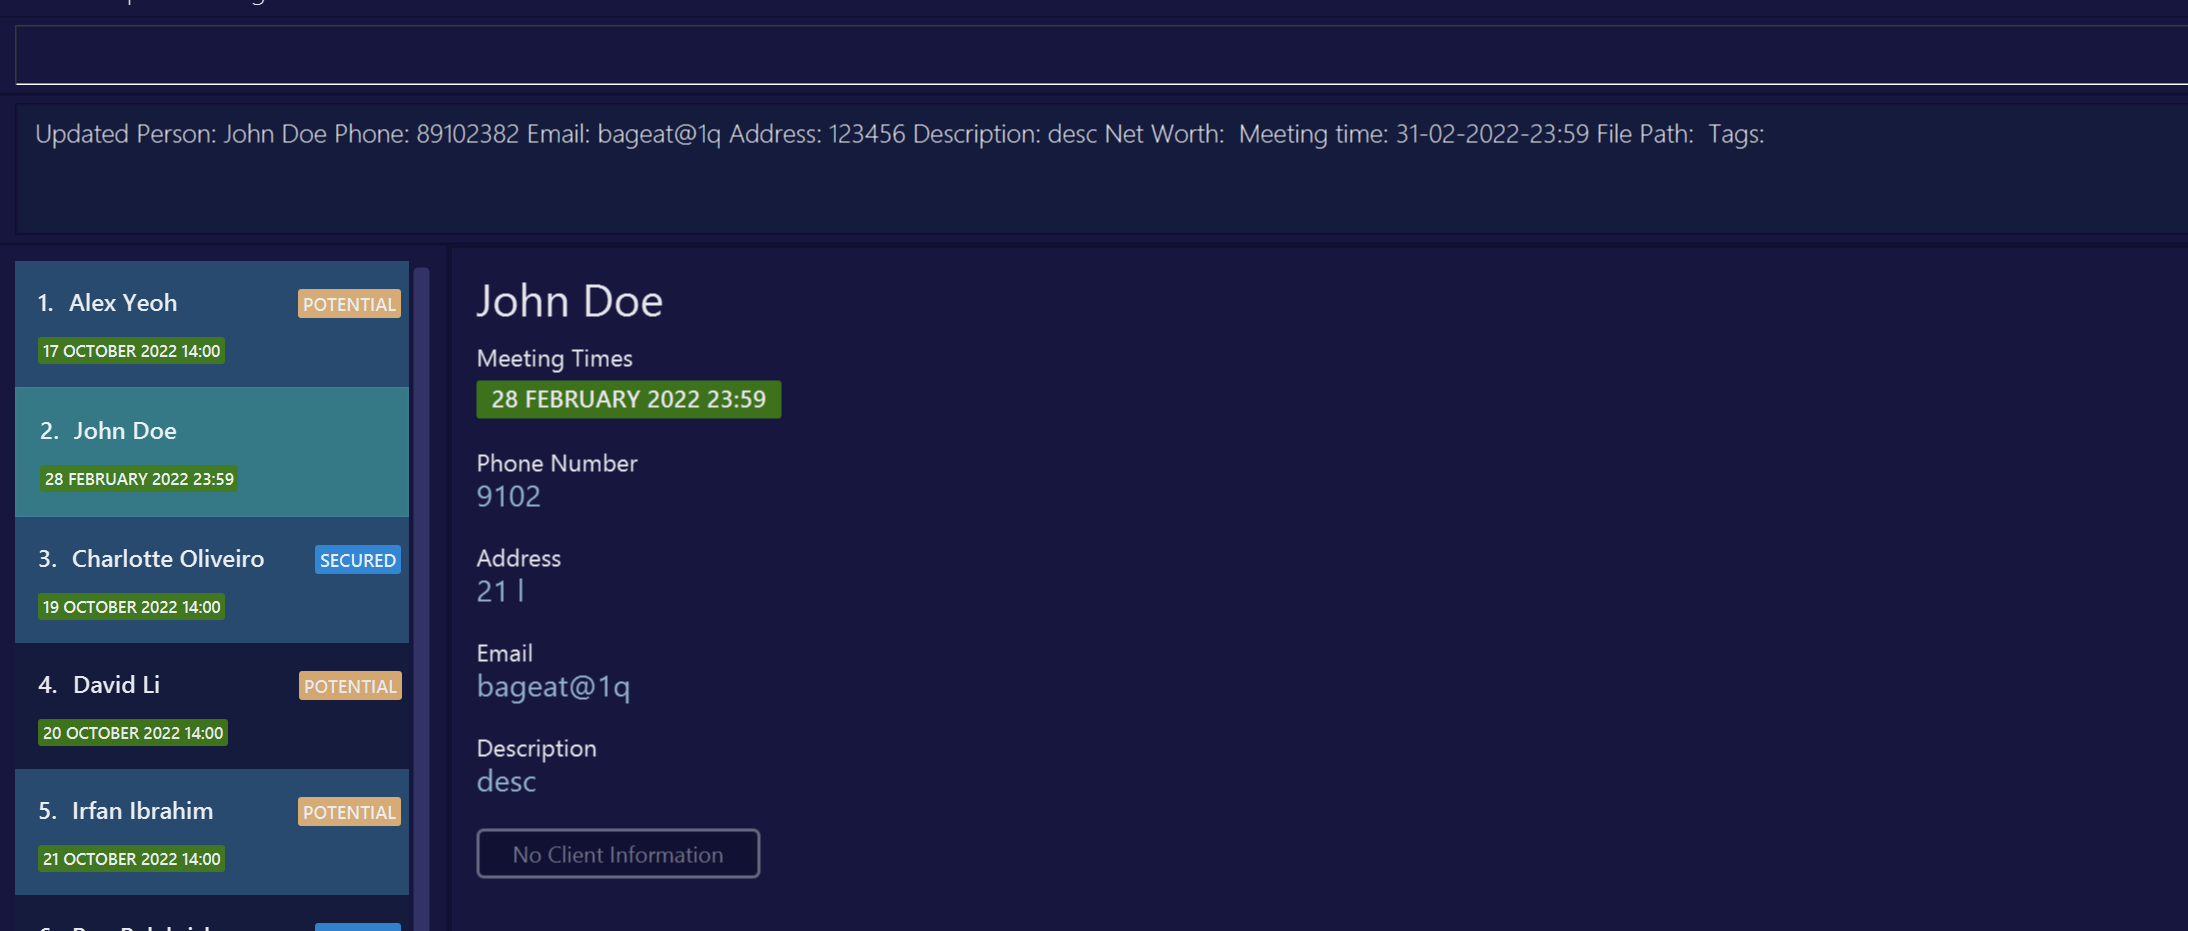 Updated Person: John Doe Phone: 89102382 Email: bageat@1q Address: 123456 Description: desc Net Worth:  Meeting time: 31-02-2022-23:59 File Path:  Tags:
1. Alex Yeoh POTENTIAL
17 OCTOBER 2022 14:00
2. John Doe
28 FEBRUARY 2022 23:59
3. Charlotte Oliveiro SECURED
19 OCTOBER 2022 14:00
4. David Li POTENTIAL
20 OCTOBER 2022 14:00
5. Irfan Ibrahim POTENTIAL
21 OCTOBER 2022 14:00
John Doe
Meeting Times
28 FEBRUARY 2022 23:59
Phone Number
9102
Address
21 l
Email
bageat@1q
Description
desc
No Client Information